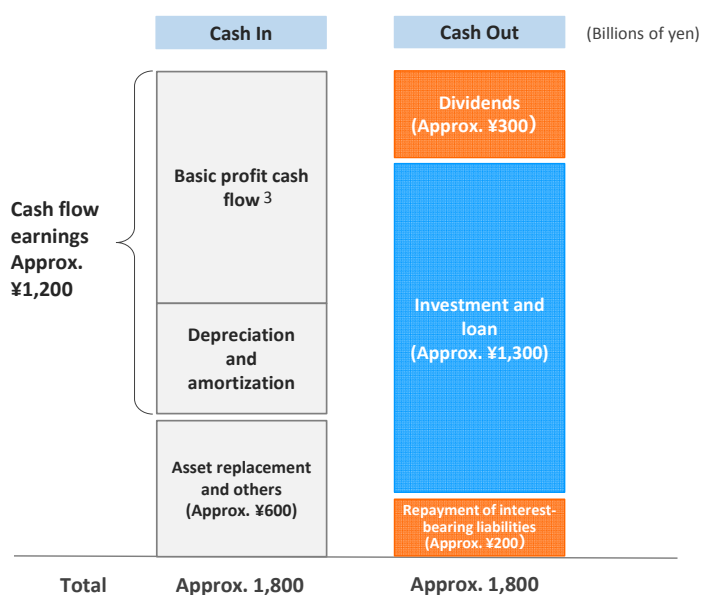 Cash In
Cash Out
(Billions of yen)
Dividends
(Approx. ¥300）
Basic profit cash
flow 3
Cash flow
earnings
Approx.
¥1,200
Investment and
loan
(Approx. ¥1,300)
Depreciation
and
amortization
Asset replacement
and others
(Approx. ¥600)
Repayment of interest-
bearing liabilities
(Approx. ¥200）
Total
Approx. 1,800
Approx. 1,800